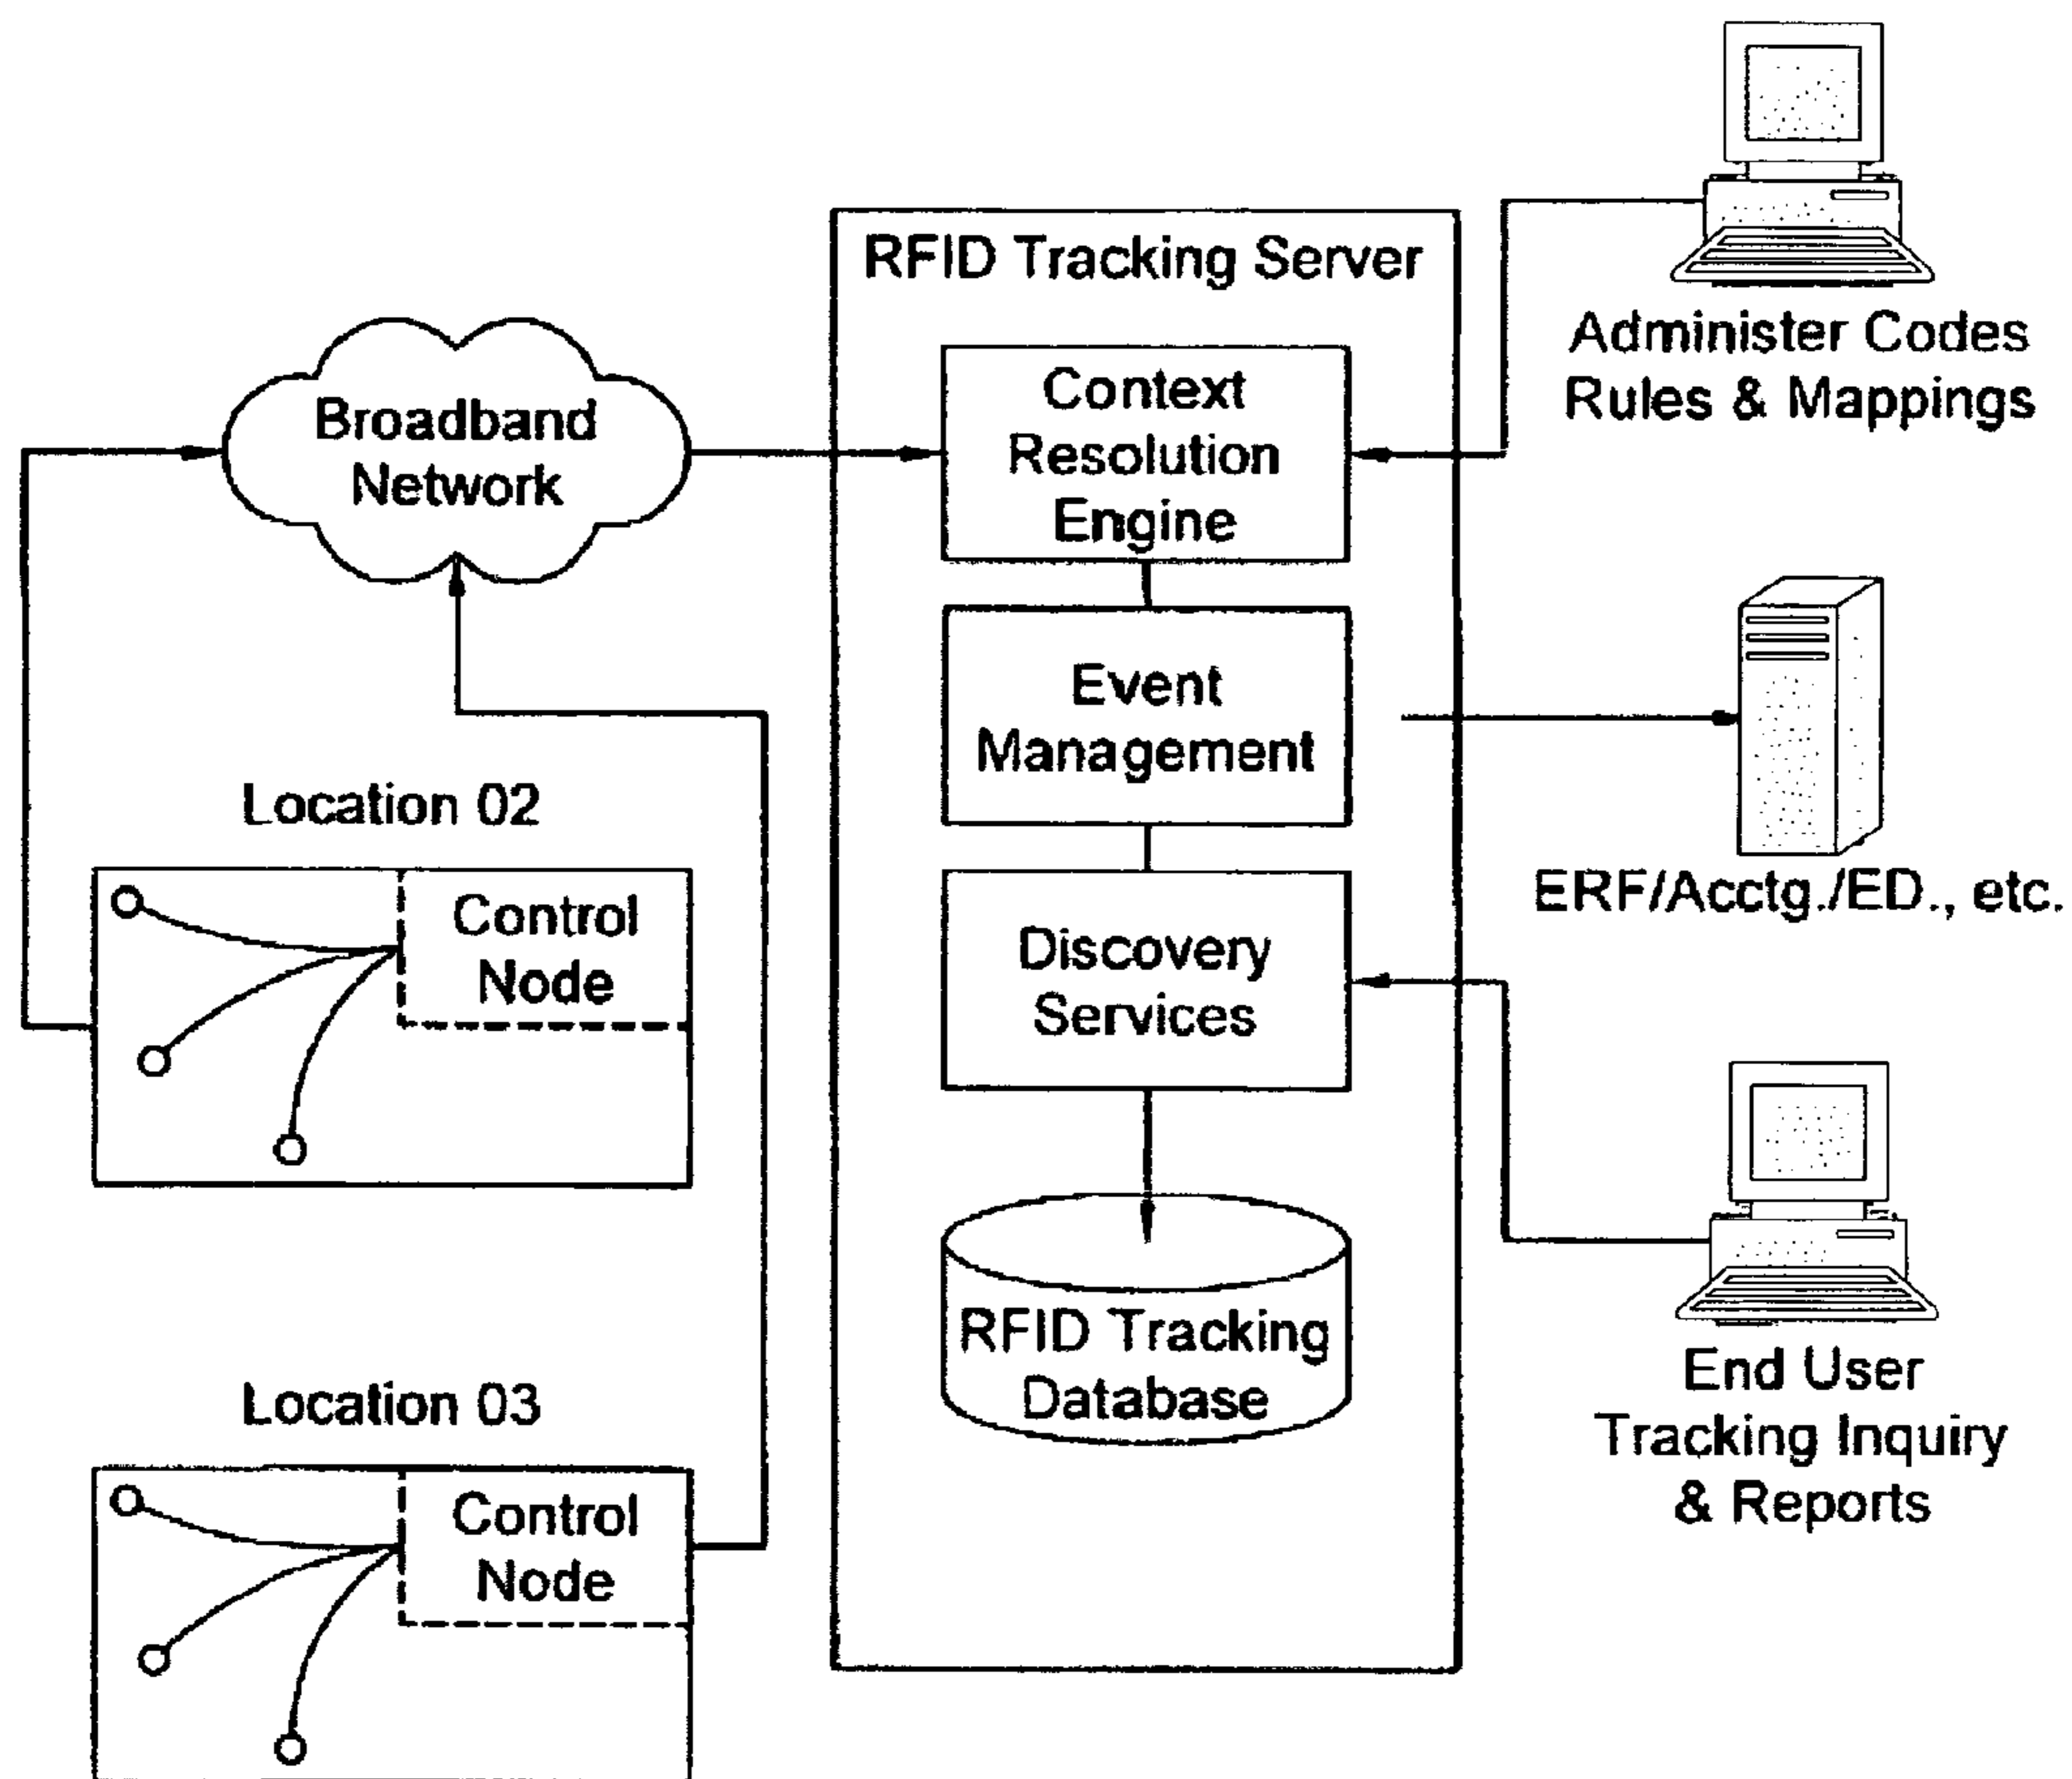 RFID Tracking Server
Broadband
Network
Context
Resolution
Engine
Event
Management
Discovery
Services
RFID Tracking
Database
Administer Codes
Rules & Mappings
ERF/Acctg./ED., etc.
End User
Tracking Inquiry
& Reports
Location 02
Control
Node
Location 03
Control
Node